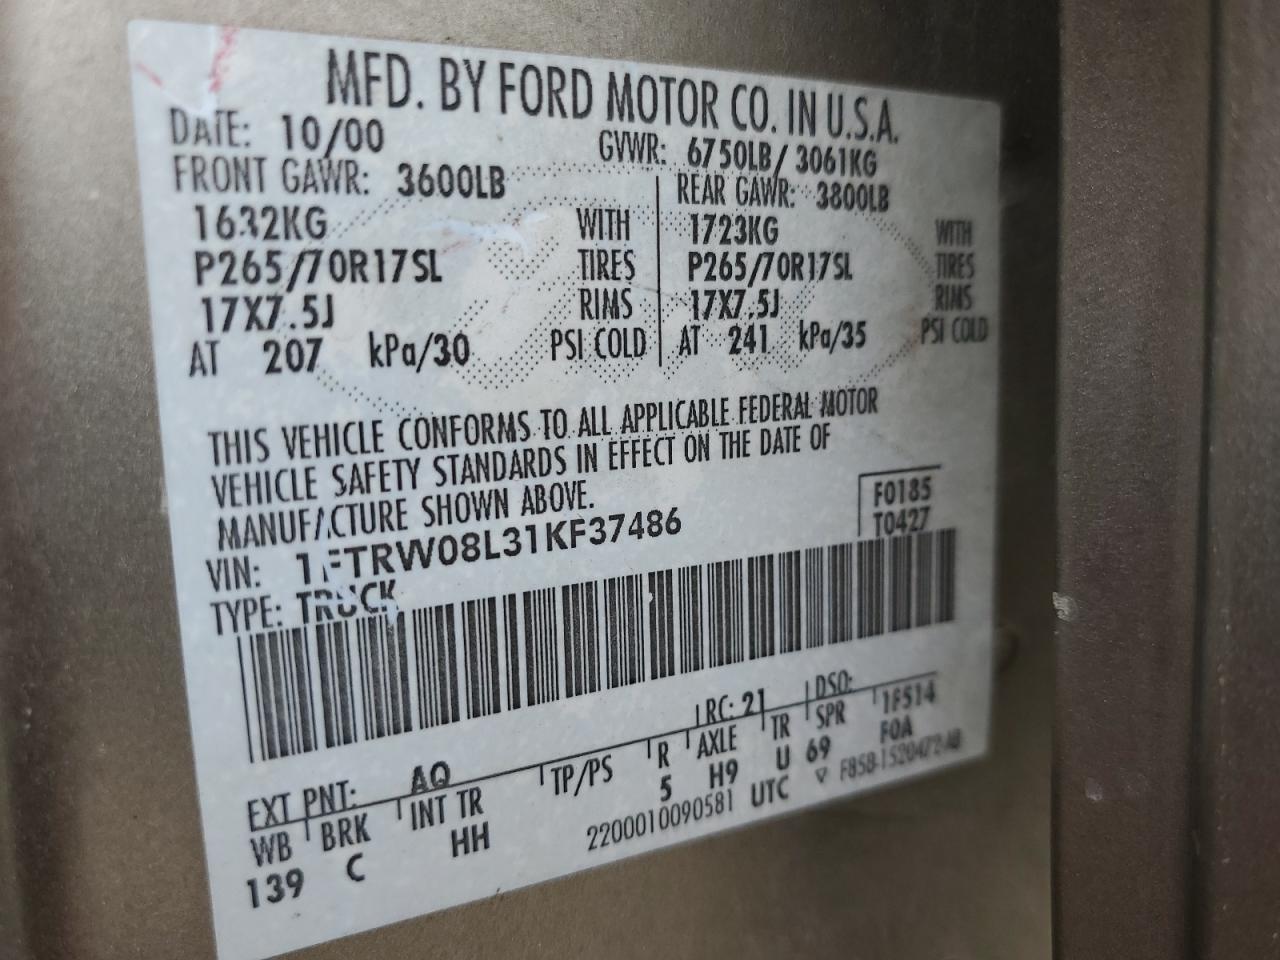 MFD. BY FORD MOTOR CO. IN U.S.A.
DATE: 10/00 GVWR: 6750LB/ 3061KG
FRONT GAWR: 3600LB REAR GAWR: 3800LB
1632KG WITH 1723KG WITH
P265/70R17SL TIRES P265/70R17SL TIRES
17X7.5J RIMS 17X7.5J RIMS
AT 207 kPa/30 PSI COLD AT 241 kPa/35 PSI COLD
THIS VEHICLE CONFORMS TO ALL APPLICABLE FEDERAL MOTOR
VEHICLE SAFETY STANDARDS IN EFFECT ON THE DATE OF
MANUFACTURE SHOWN ABOVE.
F0185
VIN: 1FTRW08L31KF37486 T0427
TYPE: TRUCK
EXT PNT: AQ RC: 21 DSO: 1F514
WB BRK INT TR TP/PS R AXLE TR SPR F0A
139 C HH 5 H9 U 69
2200010090581 UTC ▽ F85B-1520472-AB